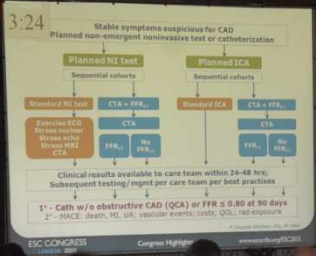 3:24
Stable symptoms suspicious for CAD
Planned non-emergent noninvasive test or catheterization
Planned NI test
Planned ICA
Sequential cohorts
Sequential cohorts
Standard NI test
CTA + FFRCT
Standard ICA
CTA + FFRCT
Exercise ECG
Stress nuclear
Stress echo
Stress MRI
CTA
CTA
CTA
FFRCT
No
FFRCT
FFRCT
No
FFRCT
Clinical results available to care team within 24-48 hrs;
Subsequent testing/mgmt per care team per best practises
1° - Cath w/o obstructive CAD (QCA) or FFR ≤ 0.80 at 90 days
2° - MACE: death, MI, UA; vascular events; costs; QOL; rad exposure
ESC CONGRESS
LONDON 2015
Congress Highlights